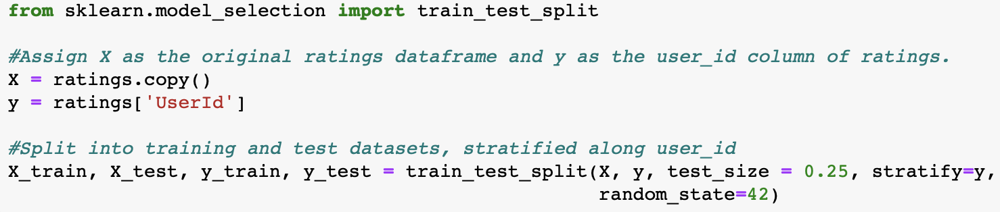 from sklearn.model_selection import train_test_split
#Assign X as the original ratings dataframe and y as the user_id column of ratings.
X = ratings.copy()
y = ratings['UserId']
#Split into training and test datasets, stratified along user_id
X_train, X_test, y_train, y_test = train_test_split(X, y, test_size = 0.25, stratify=y,
random_state=42)